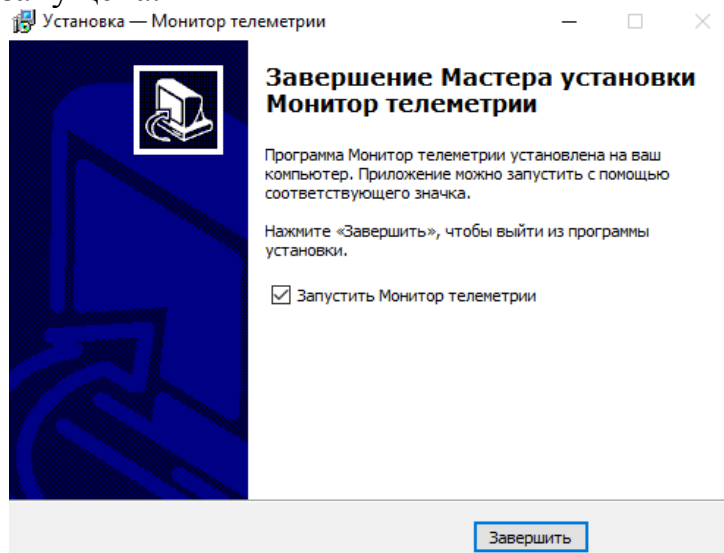 Установка — Монитор телеметрии
Завершение Мастера установки
Монитор телеметрии
Программа Монитор телеметрии установлена на ваш
компьютер. Приложение можно запустить с помощью
соответствующего значка.
Нажмите «Завершить», чтобы выйти из программы
установки.
Запустить Монитор телеметрии
Завершить